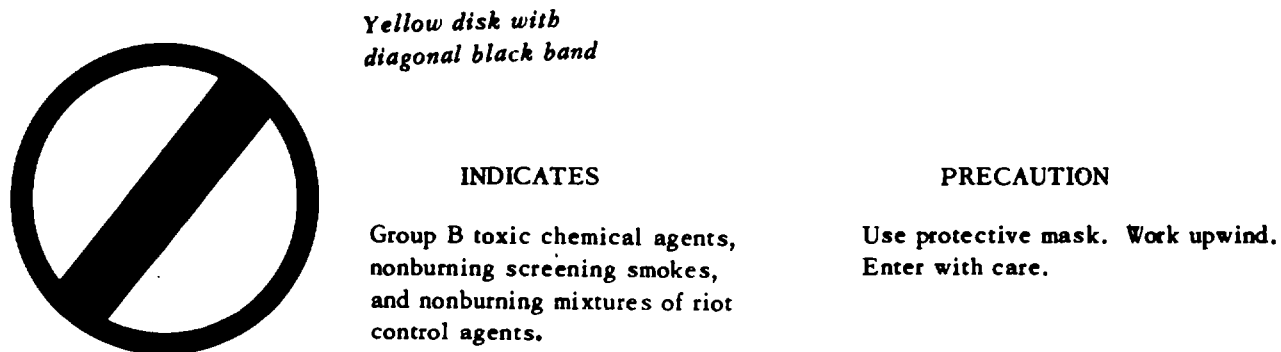 Yellow disk with
diagonal black band
INDICATES
Group B toxic chemical agents,
nonburning screening smokes,
and nonburning mixtures of riot
control agents.
PRECAUTION
Use protective mask. Work upwind.
Enter with care.